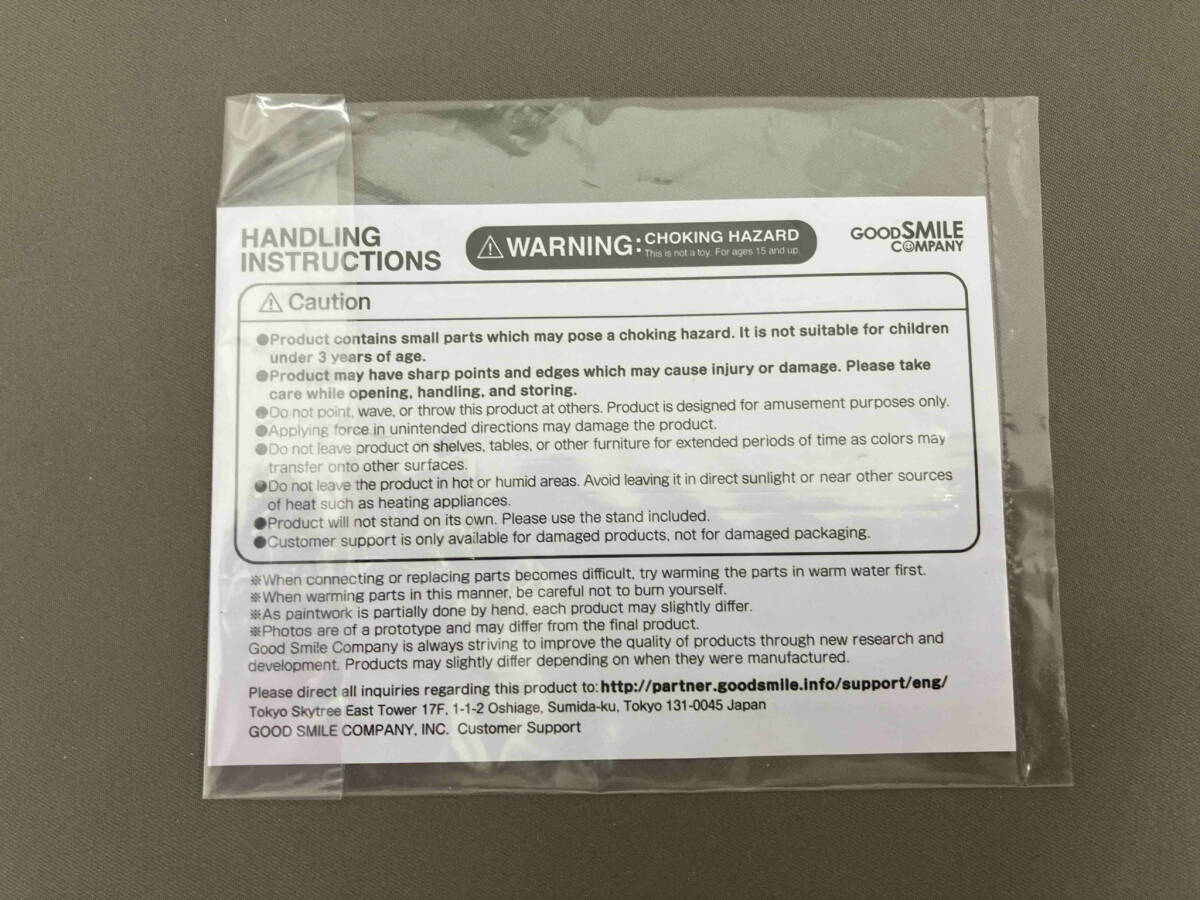 HANDLING
INSTRUCTIONS
⚠ WARNING: CHOKING HAZARD
This is not a toy. For ages 15 and up.
GOOD SMILE
COMPANY
⚠ Caution
●Product contains small parts which may pose a choking hazard. It is not suitable for children
under 3 years of age.
●Product may have sharp points and edges which may cause injury or damage. Please take
care while opening, handling, and storing.
●Do not point, wave, or throw this product at others. Product is designed for amusement purposes only.
●Applying force in unintended directions may damage the product.
●Do not leave product on shelves, tables, or other furniture for extended periods of time as colors may
transfer onto other surfaces.
●Do not leave the product in hot or humid areas. Avoid leaving it in direct sunlight or near other sources
of heat such as heating appliances.
●Product will not stand on its own. Please use the stand included.
●Customer support is only available for damaged products, not for damaged packaging.
※When connecting or replacing parts becomes difficult, try warming the parts in warm water first.
※When warming parts in this manner, be careful not to burn yourself.
※As paintwork is partially done by hand, each product may slightly differ.
※Photos are of a prototype and may differ from the final product.
Good Smile Company is always striving to improve the quality of products through new research and
development. Products may slightly differ depending on when they were manufactured.
Please direct all inquiries regarding this product to: http://partner.goodsmile.info/support/eng/
Tokyo Skytree East Tower 17F, 1-1-2 Oshiage, Sumida-ku, Tokyo 131-0045 Japan
GOOD SMILE COMPANY, INC. Customer Support